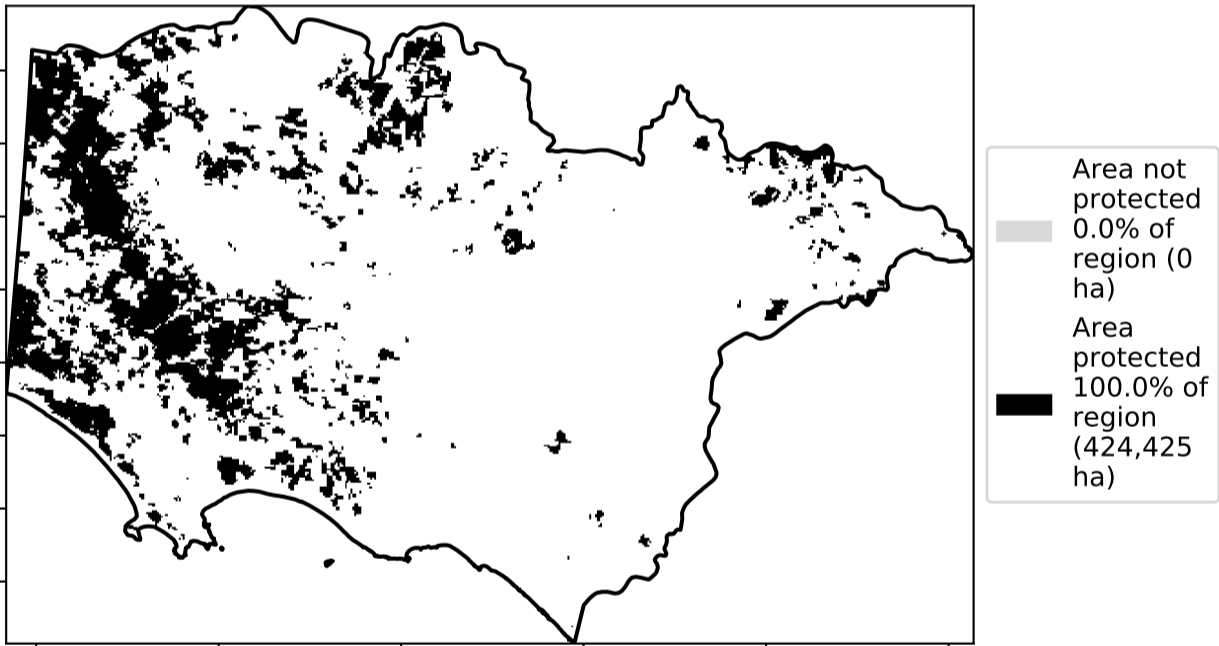 Area not
protected
0.0% of
region (0
ha)
Area
protected
100.0% of
region
(424,425
ha)